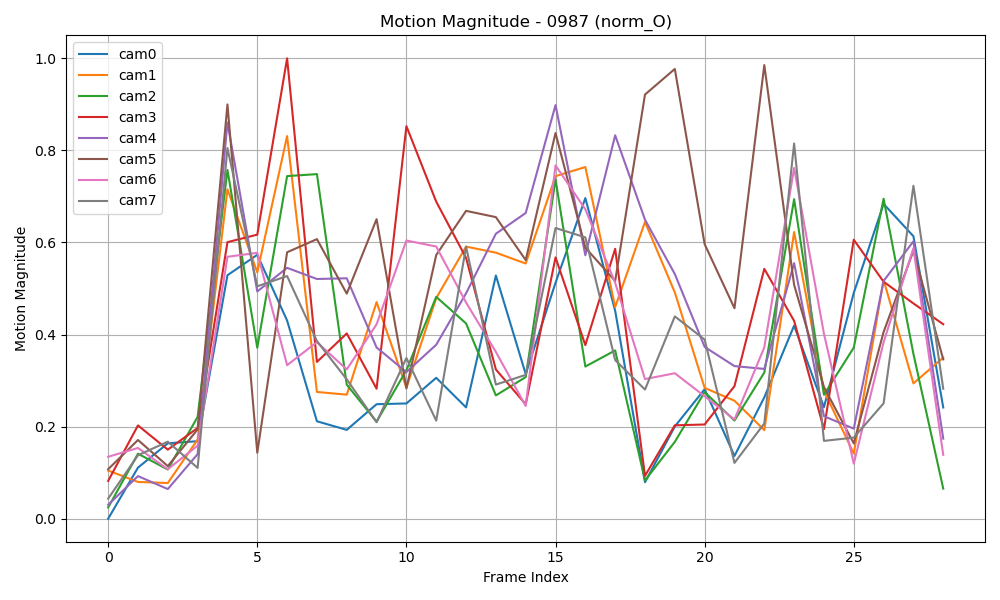 Motion Magnitude - 0987 (norm_O)
cam0
cam1
cam2
cam3
cam4
cam5
cam6
cam7
Motion Magnitude
1.0
0.8
0.6
0.4
0.2
0.0
0 5 10 15 20 25
Frame Index